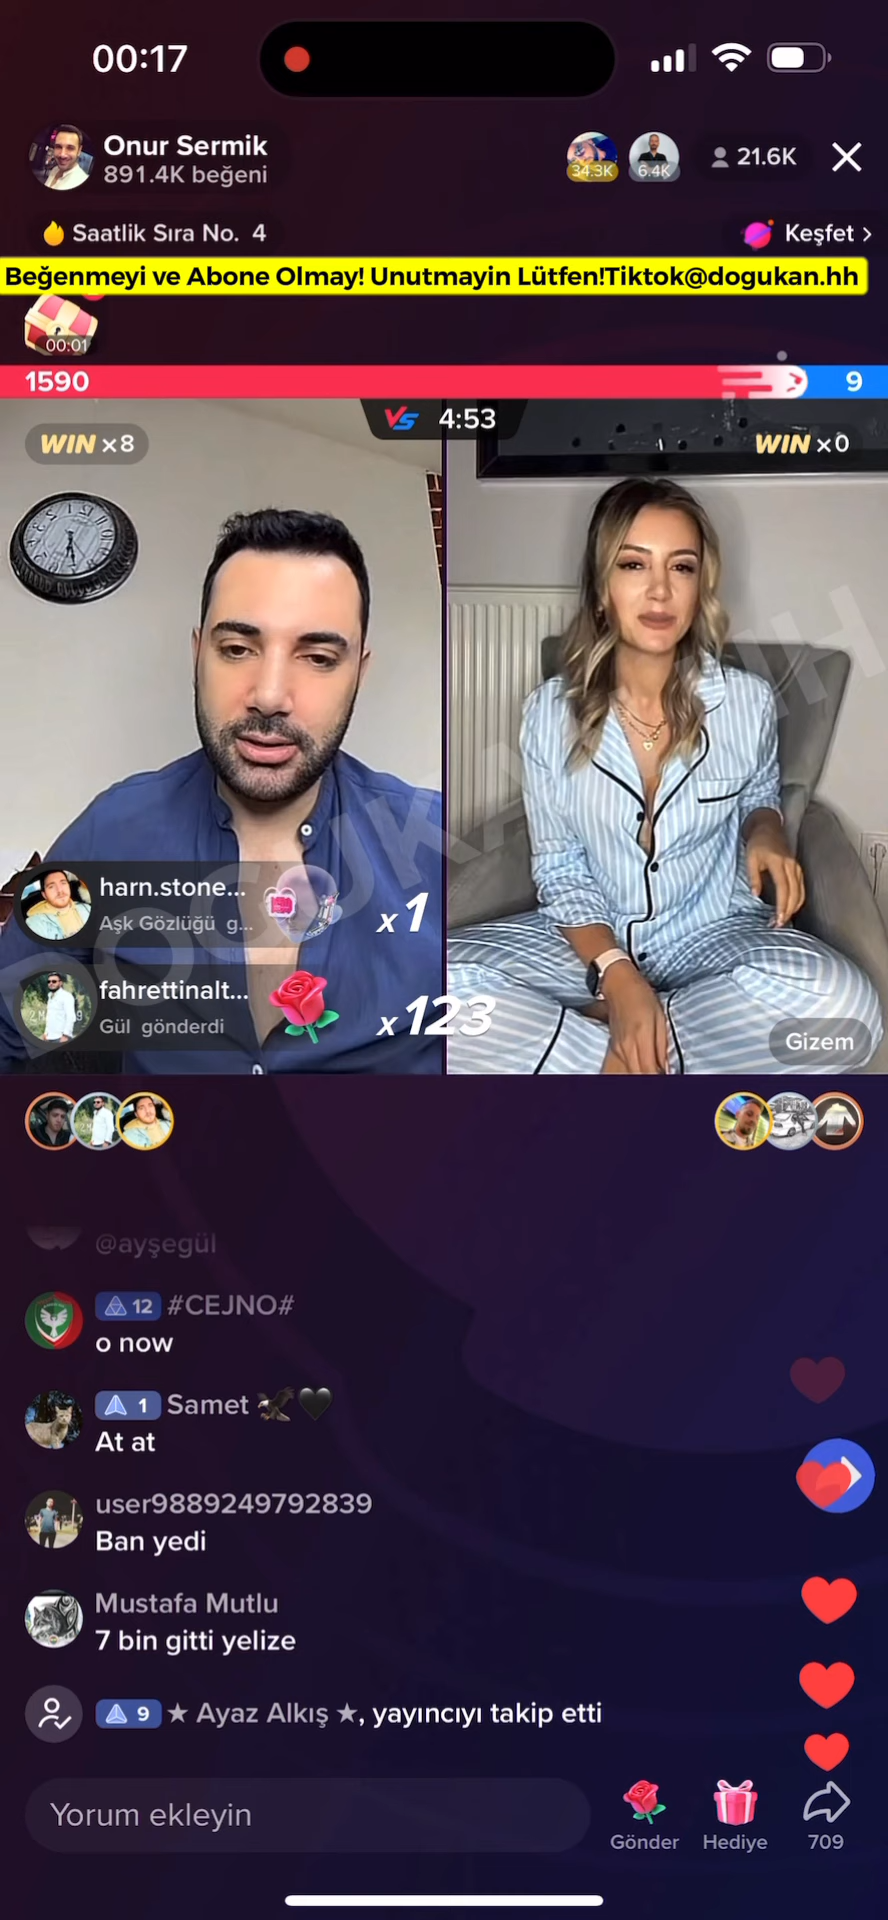 00:17
Onur Sermik
891.4K beğeni
34.3K
6.4K
21.6K
Saatlik Sıra No. 4
Keşfet >
Beğenmeyi ve Abone Olmay! Unutmayin Lütfen!Tiktok@dogukan.hh
00:01
1590
9
VS 4:53
WIN x8
WIN x0
harn.stone...
Aşk Gözlüğü g...
x1
fahrettinalt...
Gül gönderdi
x123
Gizem
@ayşegül
12 #CEJNO#
o now
1 Samet 🦅🖤
At at
user9889249792839
Ban yedi
Mustafa Mutlu
7 bin gitti yelize
9 ★ Ayaz Alkış ★, yayıncıyı takip etti
Yorum ekleyin
Gönder
Hediye
709